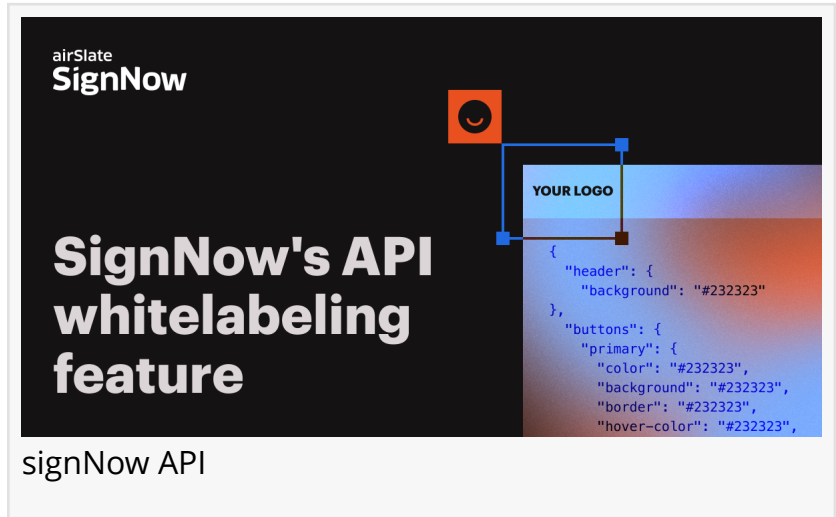 airSlate
SignNow
YOUR LOGO
SignNow's API
whitelabeling
feature
{
"header": {
"background": "#232323"
},
"buttons": {
"primary": {
"color": "#232323",
"background": "#232323",
"border": "#232323",
"hover-color": "#232323",
signNow API